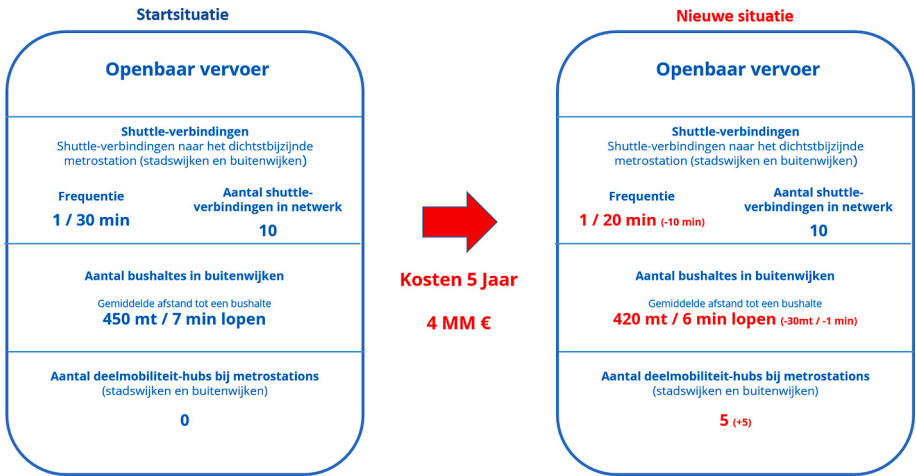 Startsituatie
Openbaar vervoer
Shuttle-verbindingen
Shuttle-verbindingen naar het dichtstbijzijnde
metrostation (stadswijken en buitenwijken)
Frequentie
1 / 30 min
Aantal shuttle-
verbindingen in netwerk
10
Aantal bushaltes in buitenwijken
Gemiddelde afstand tot een bushalte
450 mt / 7 min lopen
Aantal deelmobiliteit-hubs bij metrostations
(stadswijken en buitenwijken)
0
Kosten 5 Jaar
4 MM €
Nieuwe situatie
Openbaar vervoer
Shuttle-verbindingen
Shuttle-verbindingen naar het dichtstbijzijnde
metrostation (stadswijken en buitenwijken)
Frequentie
1 / 20 min (-10 min)
Aantal shuttle-
verbindingen in netwerk
10
Aantal bushaltes in buitenwijken
Gemiddelde afstand tot een bushalte
420 mt / 6 min lopen (-30mt / -1 min)
Aantal deelmobiliteit-hubs bij metrostations
(stadswijken en buitenwijken)
5 (+5)